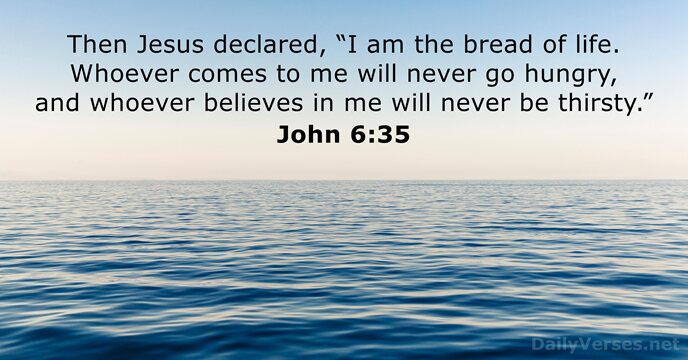 Then Jesus declared, “I am the bread of life.
Whoever comes to me will never go hungry,
and whoever believes in me will never be thirsty.”
John 6:35
DailyVerses.net